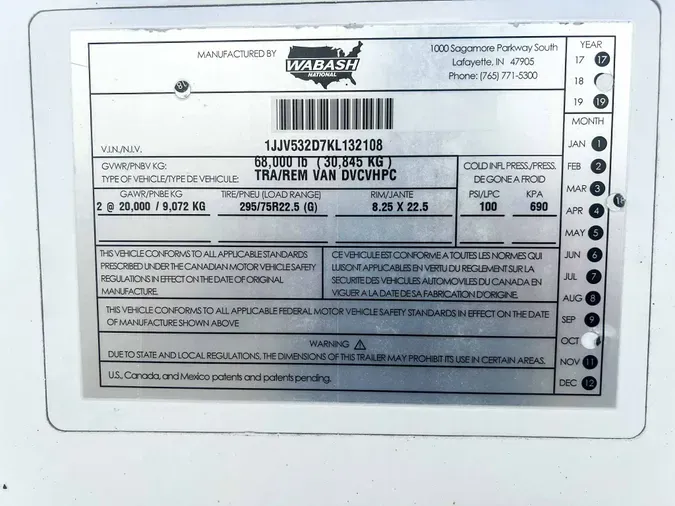 MANUFACTURED BY
WABASH
NATIONAL
1000 Sagamore Parkway South
Lafayette, IN 47905
Phone: (765) 771-5300
V.I.N./N.I.V.
1JJV532D7KL132108
GVWR/PNBV KG:
68,000 lb ( 30,845 KG )
TYPE OF VEHICLE/TYPE DE VEHICULE:
TRA/REM VAN DVCVHPC
COLD INFL PRESS./PRESS.
DE GONE A FROID
GAWR/PNBE KG
TIRE/PNEU (LOAD RANGE)
RIM/JANTE
PSI/LPC
KPA
2 @ 20,000 / 9,072 KG
295/75R22.5 (G)
8.25 X 22.5
100
690
THIS VEHICLE CONFORMS TO ALL APPLICABLE STANDARDS
PRESCRIBED UNDER THE CANADIAN MOTOR VEHICLE SAFETY
REGULATIONS IN EFFECT ON THE DATE OF ORIGINAL
MANUFACTURE.
CE VEHICULE EST CONFORME A TOUTES LES NORMES QUI
LUI SONT APPLICABLES EN VERTU DU REGLEMENT SUR LA
SECURITE DES VEHICULES AUTOMOVILES DU CANADA EN
VIGUER A LA DATE DE SA FABRICATION D'ORIGINE.
THIS VEHICLE CONFORMS TO ALL APPLICABLE FEDERAL MOTOR VEHICLE SAFETY STANDARDS IN EFFECT ON THE DATE
OF MANUFACTURE SHOWN ABOVE
WARNING ⚠
DUE TO STATE AND LOCAL REGULATIONS, THE DIMENSIONS OF THIS TRAILER MAY PROHIBIT ITS USE IN CERTAIN AREAS.
U.S., Canada, and Mexico patents and patents pending.
YEAR
17 17
18
19 19
MONTH
JAN 1
FEB 2
MAR 3
APR 4
MAY 5
JUN 6
JUL 7
AUG 8
SEP 9
OCT
NOV 11
DEC 12